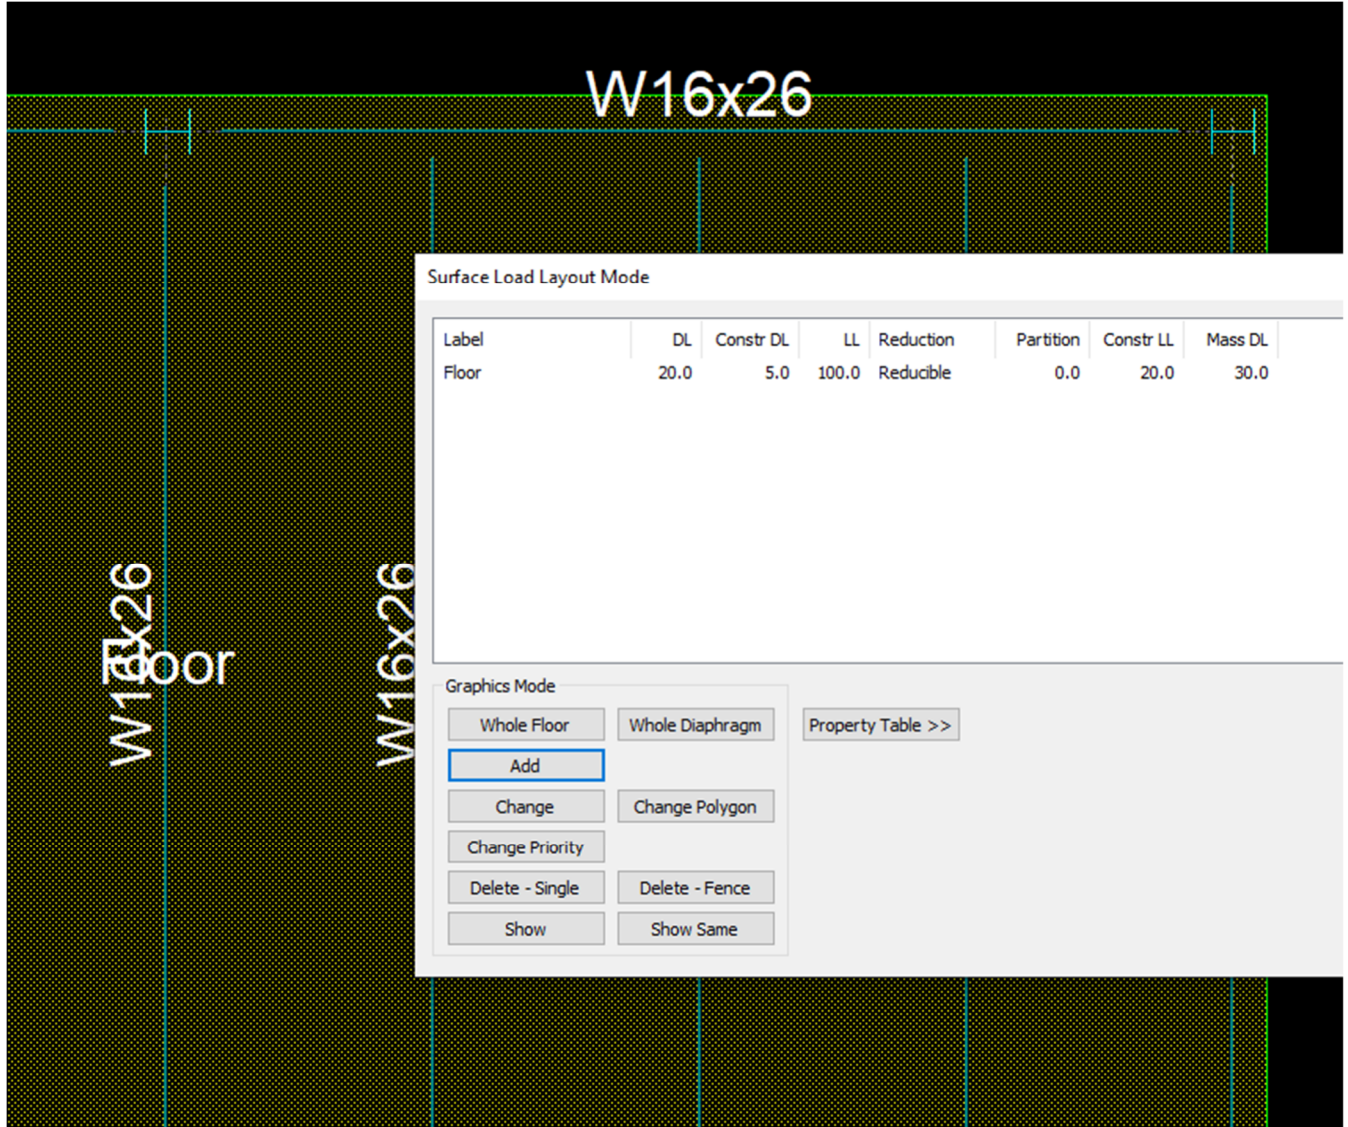 W16x26
Surface Load Layout Mode
Label DL Constr DL LL Reduction Partition Constr LL Mass DL
Floor 20.0 5.0 100.0 Reducible 0.0 20.0 30.0
W16x26
Floor
W16x26
Graphics Mode
Whole Floor Whole Diaphragm Property Table >>
Add
Change Change Polygon
Change Priority
Delete - Single Delete - Fence
Show Show Same